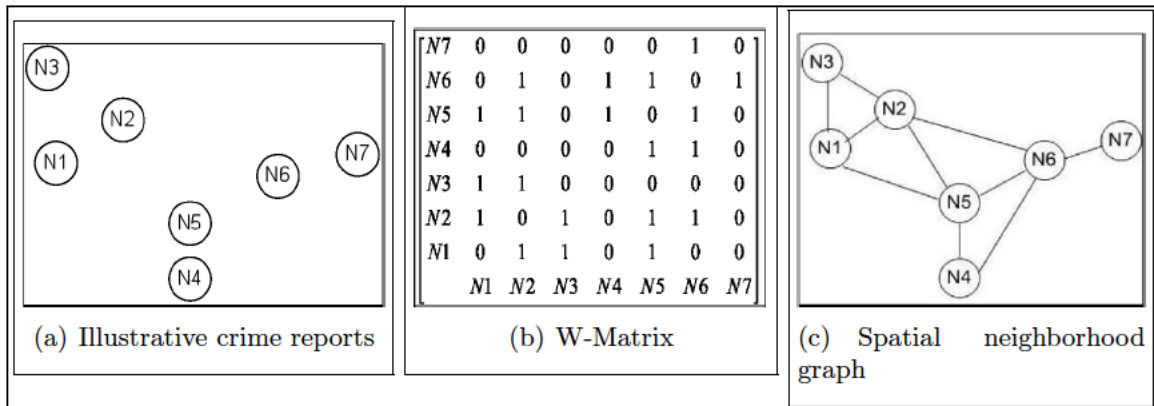 N3
N2
N1
N7
N6
N5
N4
(a) Illustrative crime reports
N7 0 0 0 0 0 1 0
N6 0 1 0 1 1 0 1
N5 1 1 0 1 0 1 0
N4 0 0 0 0 1 1 0
N3 1 1 0 0 0 0 0
N2 1 0 1 0 1 1 0
N1 0 1 1 0 1 0 0
N1 N2 N3 N4 N5 N6 N7
(b) W-Matrix
N3
N2
N1
N7
N6
N5
N4
(c) Spatial neighborhood
graph